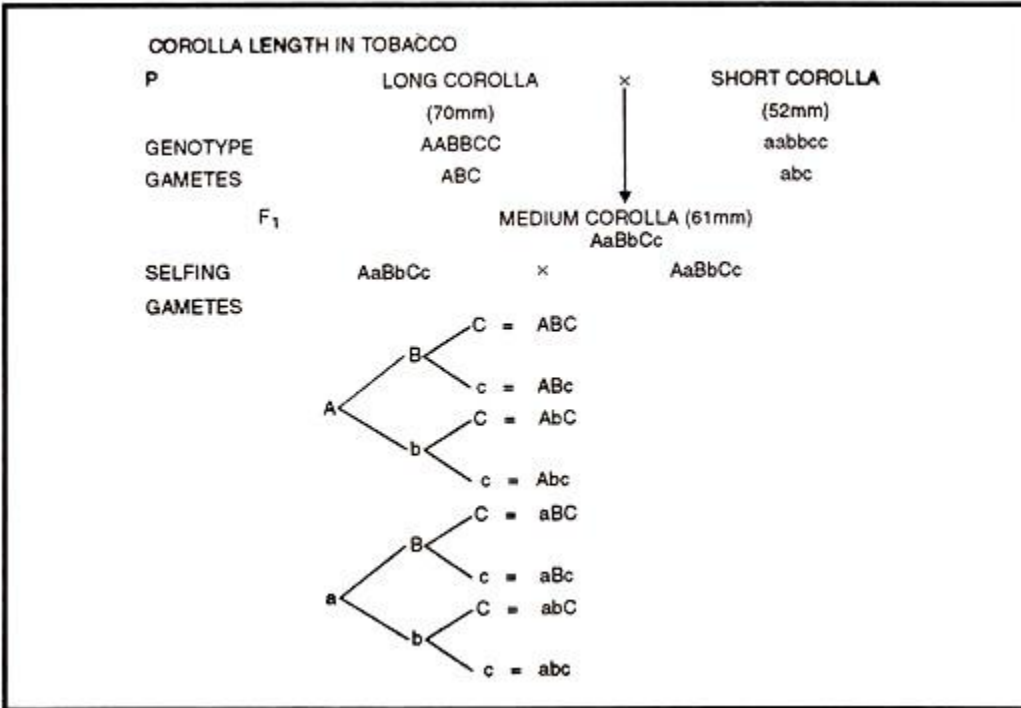 COROLLA LENGTH IN TOBACCO
P LONG COROLLA × SHORT COROLLA
(70mm) (52mm)
GENOTYPE AABBCC aabbcc
GAMETES ABC abc
F₁ MEDIUM COROLLA (61mm)
AaBbCc
SELFING AaBbCc × AaBbCc
GAMETES
C = ABC
B
c = ABc
A
C = AbC
b
c = Abc
C = aBC
B
c = aBc
a
C = abC
b
c = abc